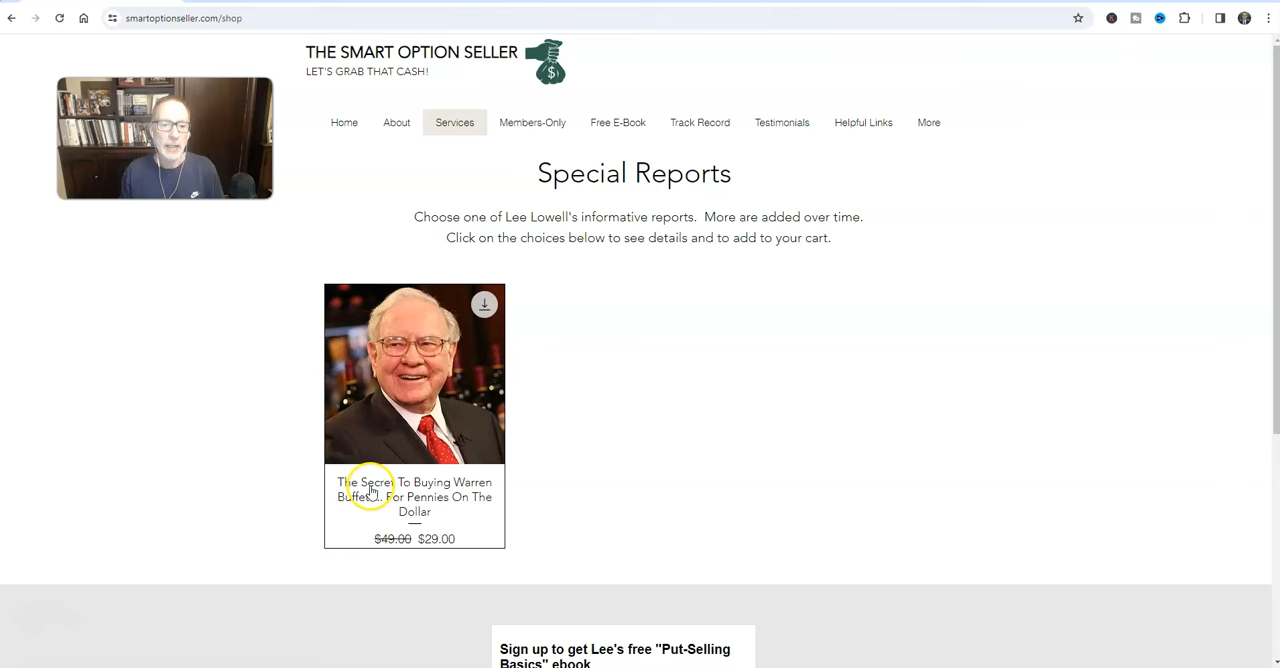 smartoptionseller.com/shop
THE SMART OPTION SELLER
LET'S GRAB THAT CASH!
$
Home About Services Members-Only Free E-Book Track Record Testimonials Helpful Links More
Special Reports
Choose one of Lee Lowell's informative reports. More are added over time.
Click on the choices below to see details and to add to your cart.
The Secret To Buying Warren
Buffett... For Pennies On The
Dollar
$49.00 $29.00
Sign up to get Lee's free "Put-Selling
Basics" ebook